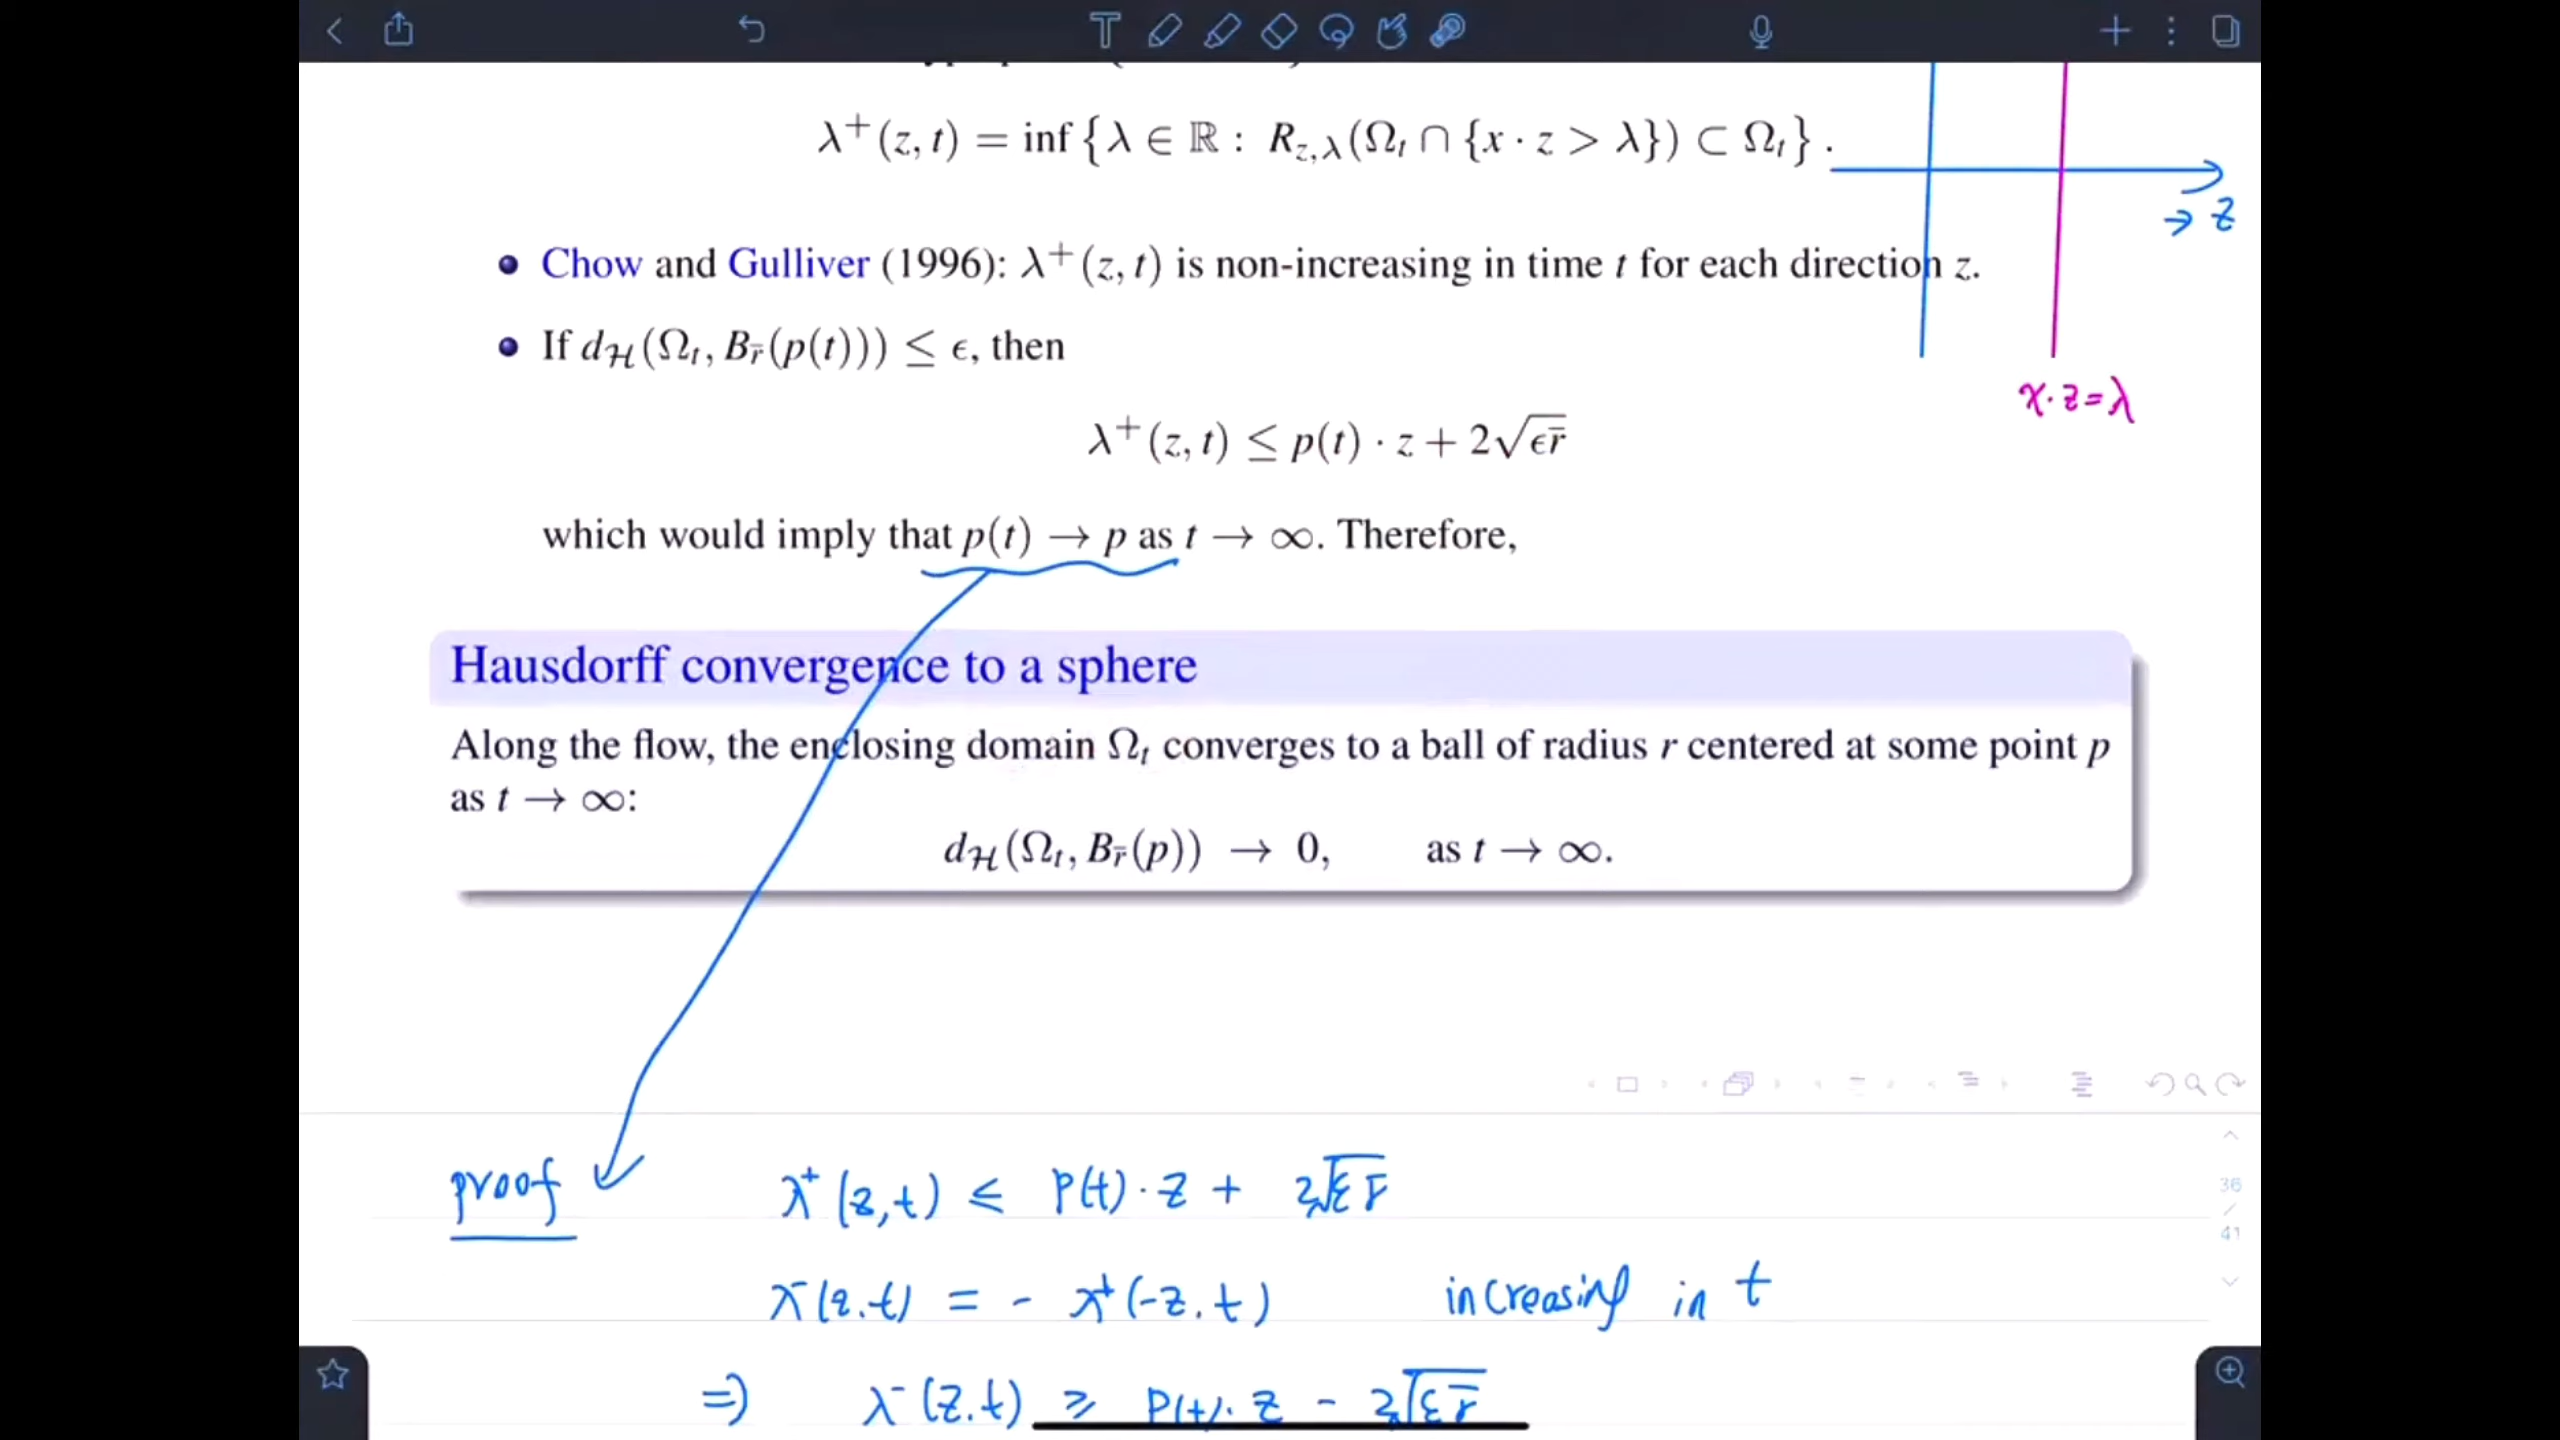 λ⁺(z, t) = inf {λ ∈ ℝ : R_{z,λ}(Ω_t ∩ {x · z > λ}) ⊂ Ω_t} .
→ z
• Chow and Gulliver (1996): λ⁺(z, t) is non-increasing in time t for each direction z.
• If d_ℋ(Ω_t, B_r̄(p(t))) ≤ ϵ, then
x·z=λ
λ⁺(z, t) ≤ p(t) · z + 2√(ϵr̄)
which would imply that p(t) → p as t → ∞. Therefore,
Hausdorff convergence to a sphere
Along the flow, the enclosing domain Ω_t converges to a ball of radius r centered at some point p
as t → ∞:
d_ℋ(Ω_t, B_r̄(p)) → 0, as t → ∞.
proof λ⁺(z,t) ≤ p(t)·z + 2√(ε r̄)
36
/
41
λ⁻(z.t) = - λ⁺(-z.t) increasing in t
⇒ λ⁻(z.t) ≥ p(t)·z - 2√(ε r̄)